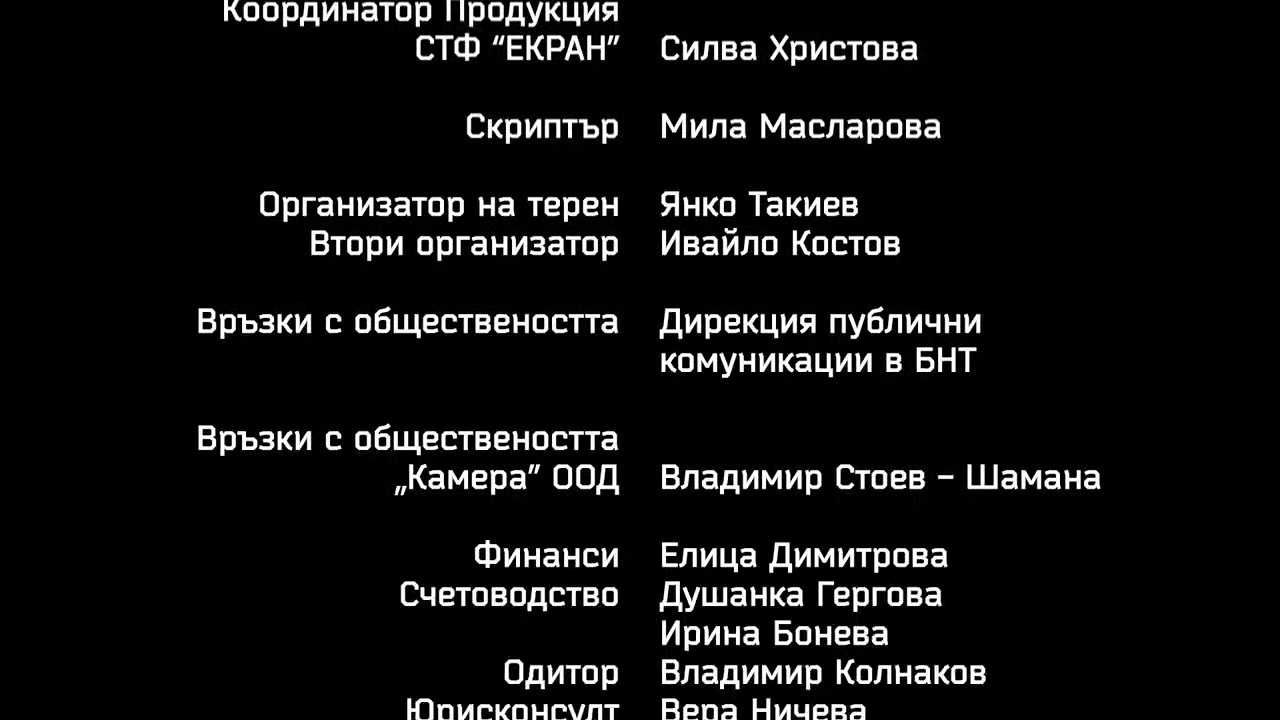 Координатор Продукция
СТФ “ЕКРАН” Силва Христова
Скриптър Мила Масларова
Организатор на терен Янко Такиев
Втори организатор Ивайло Костов
Връзки с обществеността Дирекция публични
комуникации в БНТ
Връзки с обществеността
„Камера” ООД Владимир Стоев – Шамана
Финанси Елица Димитрова
Счетоводство Душанка Гергова
Ирина Бонева
Одитор Владимир Колнаков
Юрисконсулт Вера Ничева